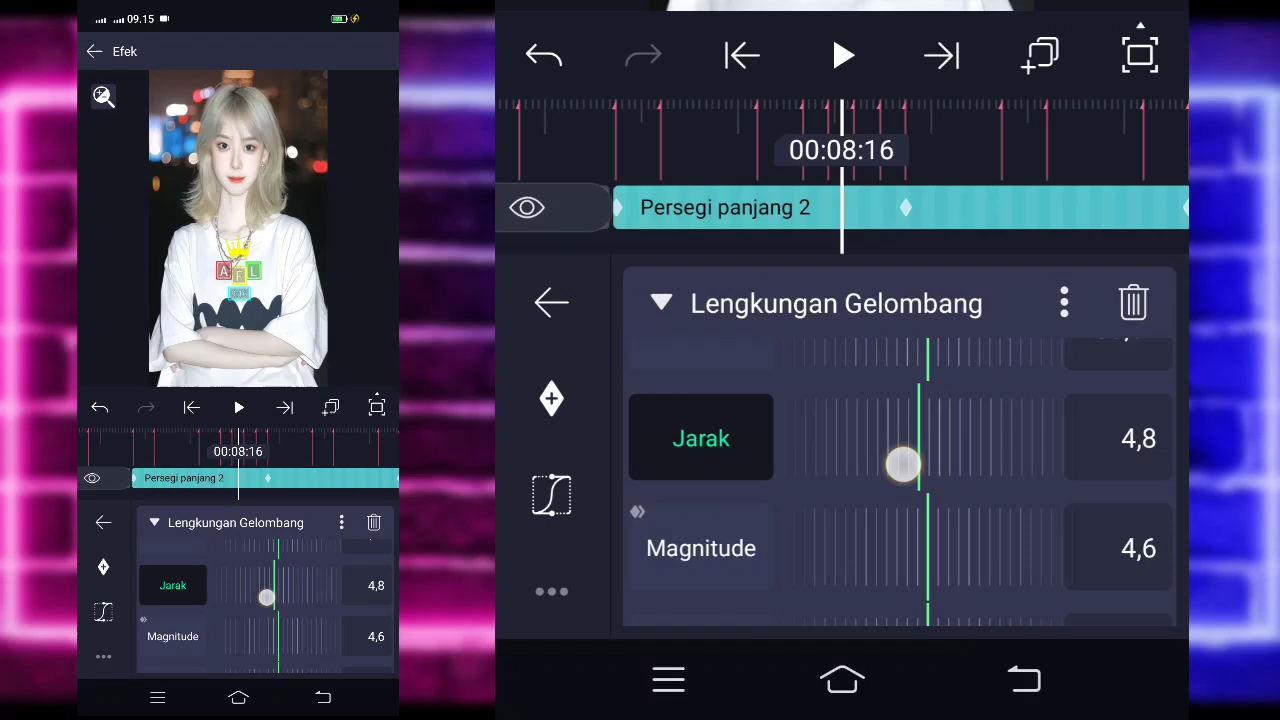 09.15
Efek
A F L
00:08:16
Persegi panjang 2
Lengkungan Gelombang
Jarak
4,8
Magnitude
4,6
00:08:16
Persegi panjang 2
Lengkungan Gelombang
Jarak
4,8
Magnitude
4,6